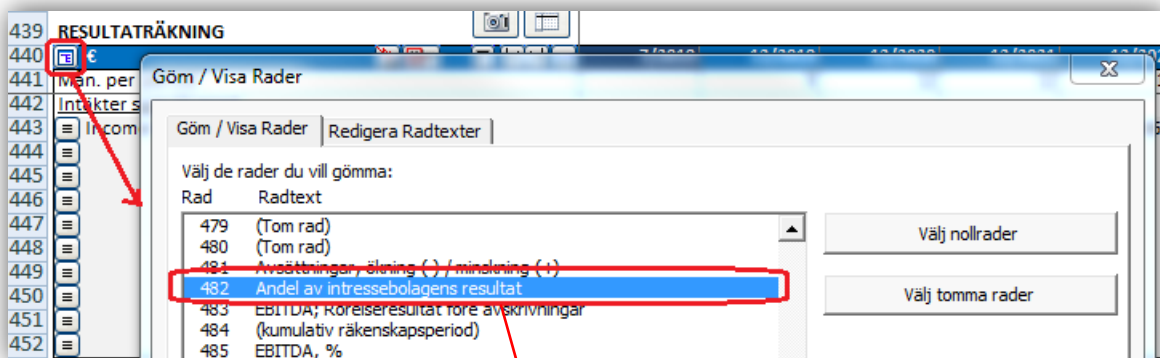 439 RESULTATRÄKNING
440 €
441 Mån. per
442 Intäkter s
443 Incom
444
445
446
447
448
449
450
451
452
Göm / Visa Rader
Göm / Visa Rader Redigera Radtexter
Välj de rader du vill gömma:
Rad Radtext
479 (Tom rad)
480 (Tom rad)
481 Avsättningar, ökning (-) / minskning (+)
482 Andel av intressebolagens resultat
483 EBITDA; Rörelseresultat före avskrivningar
484 (kumulativ räkenskapsperiod)
485 EBITDA, %
Välj nollrader
Välj tomma rader